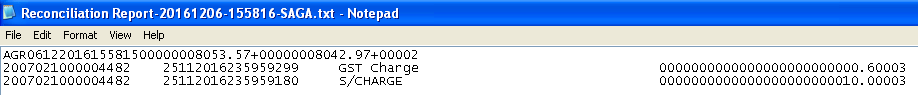 Reconciliation Report-20161206-155816-SAGA.txt - Notepad
File Edit Format View Help
AGR0612201615581500000008053.57+00000008042.97+00002
2007021000004482 25112016235959299 GST Charge 0000000000000000000000000.60003
2007021000004482 25112016235959180 S/CHARGE 0000000000000000000000010.00003